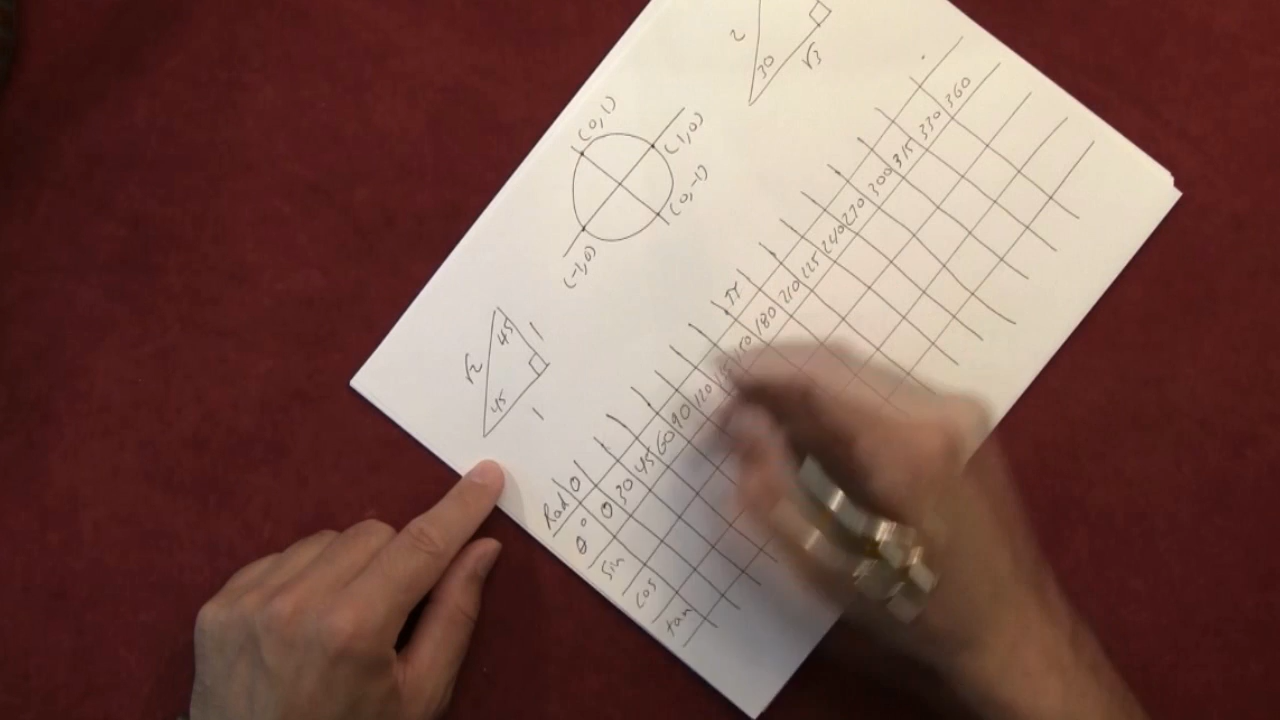 2
30
√3
(0,1)
(1,0)
(-1,0)
(0,-1)
√2
45
1
45
1
Rad 0 π
θ° 0 30 45 60 90 120 150 180 210 225 240 270 300 315 330 360
sin
cos
tan